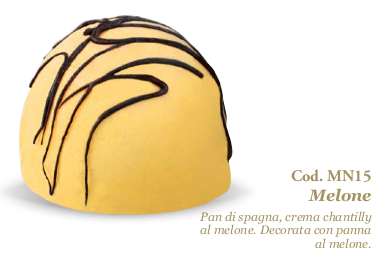 Cod. MN15
Melone
Pan di spagna, crema chantilly
al melone. Decorata con panna
al melone.